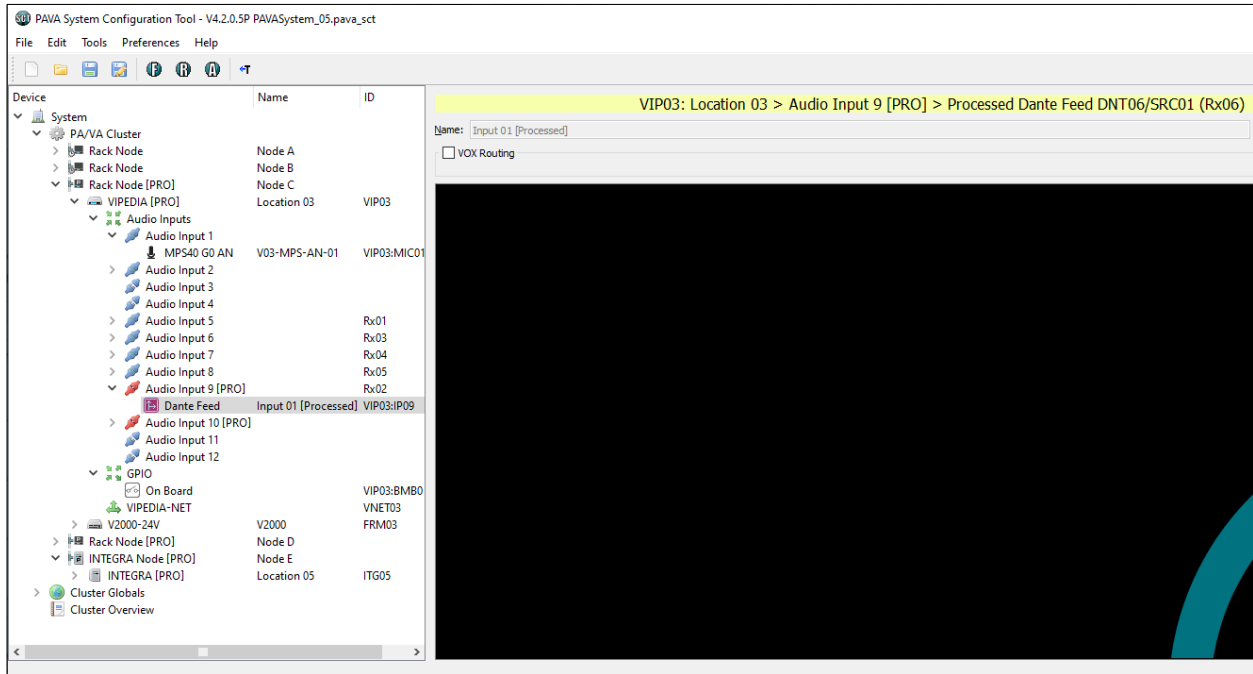 PAVA System Configuration Tool - V4.2.0.5P PAVASystem_05.pava_sct
File Edit Tools Preferences Help
Device Name ID
System
PA/VA Cluster
Rack Node Node A
Rack Node Node B
Rack Node [PRO] Node C
VIPEDIA [PRO] Location 03 VIP03
Audio Inputs
Audio Input 1
MPS40 G0 AN V03-MPS-AN-01 VIP03:MIC01
Audio Input 2
Audio Input 3
Audio Input 4
Audio Input 5 Rx01
Audio Input 6 Rx03
Audio Input 7 Rx04
Audio Input 8 Rx05
Audio Input 9 [PRO] Rx02
Dante Feed Input 01 [Processed] VIP03:IP09
Audio Input 10 [PRO]
Audio Input 11
Audio Input 12
GPIO
On Board VIP03:BMB0
VIPEDIA-NET VNET03
V2000-24V V2000 FRM03
Rack Node [PRO] Node D
INTEGRA Node [PRO] Node E
INTEGRA [PRO] Location 05 ITG05
Cluster Globals
Cluster Overview
VIP03: Location 03 > Audio Input 9 [PRO] > Processed Dante Feed DNT06/SRC01 (Rx06)
Name: Input 01 [Processed]
VOX Routing